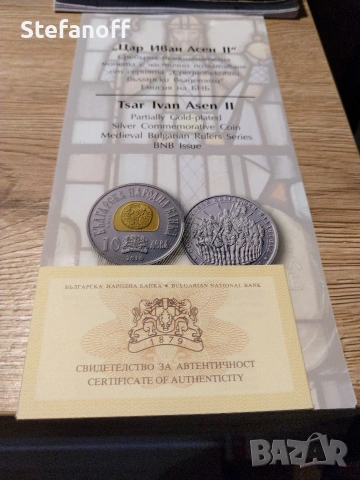 Stefanoff
„Цар Иван Асен II“
Сребърна възпоменателна
монета с частично позлатяване
от серията „Средновековни
български владетели“
Емисия на БНБ
Tsar Ivan Asen II
Partially Gold-plated
Silver Commemorative Coin
Medieval Bulgarian Rulers Series
BNB Issue
БЪЛГАРСКА НАРОДНА БАНКА
10 ЛЕВА
БЪЛГАРСКА НАРОДНА БАНКА • BULGARIAN NATIONAL BANK
1879
СВИДЕТЕЛСТВО ЗА АВТЕНТИЧНОСТ
CERTIFICATE OF AUTHENTICITY
BAZAR